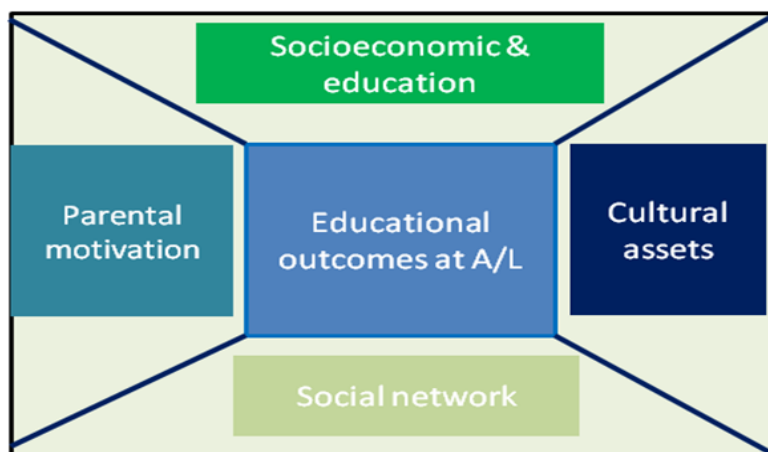 Socioeconomic &
education
Parental
motivation
Educational
outcomes at A/L
Cultural
assets
Social network